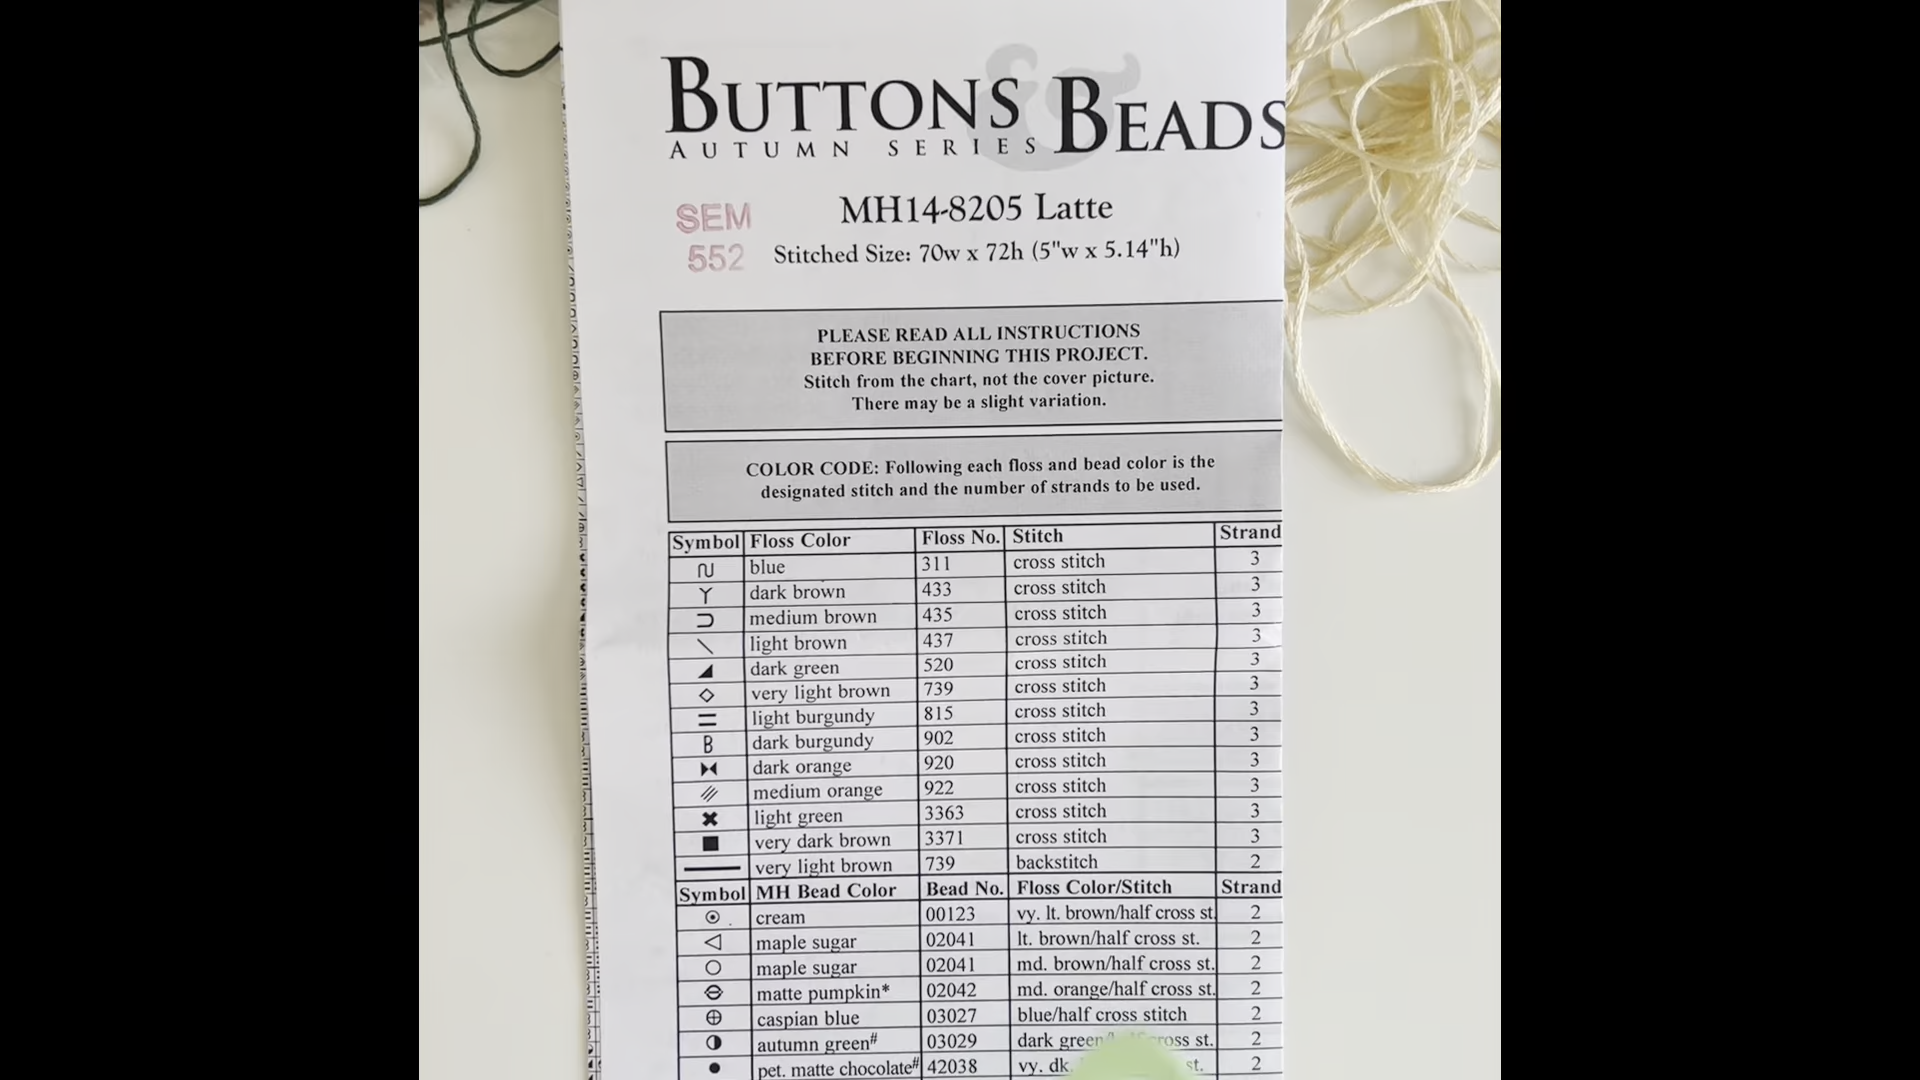 BUTTONS & BEADS
AUTUMN SERIES
SEM
552
MH14-8205 Latte
Stitched Size: 70w x 72h (5"w x 5.14"h)
PLEASE READ ALL INSTRUCTIONS
BEFORE BEGINNING THIS PROJECT.
Stitch from the chart, not the cover picture.
There may be a slight variation.
COLOR CODE: Following each floss and bead color is the
designated stitch and the number of strands to be used.
Symbol Floss Color Floss No. Stitch Strand
blue 311 cross stitch 3
dark brown 433 cross stitch 3
medium brown 435 cross stitch 3
light brown 437 cross stitch 3
dark green 520 cross stitch 3
very light brown 739 cross stitch 3
light burgundy 815 cross stitch 3
B dark burgundy 902 cross stitch 3
dark orange 920 cross stitch 3
medium orange 922 cross stitch 3
light green 3363 cross stitch 3
very dark brown 3371 cross stitch 3
very light brown 739 backstitch 2
Symbol MH Bead Color Bead No. Floss Color/Stitch Strand
cream 00123 vy. lt. brown/half cross st. 2
maple sugar 02041 lt. brown/half cross st. 2
maple sugar 02041 md. brown/half cross st. 2
matte pumpkin* 02042 md. orange/half cross st. 2
caspian blue 03027 blue/half cross stitch 2
autumn green# 03029 dark green/ st. 2
pet. matte chocolate# 42038 vy. dk. st. 2